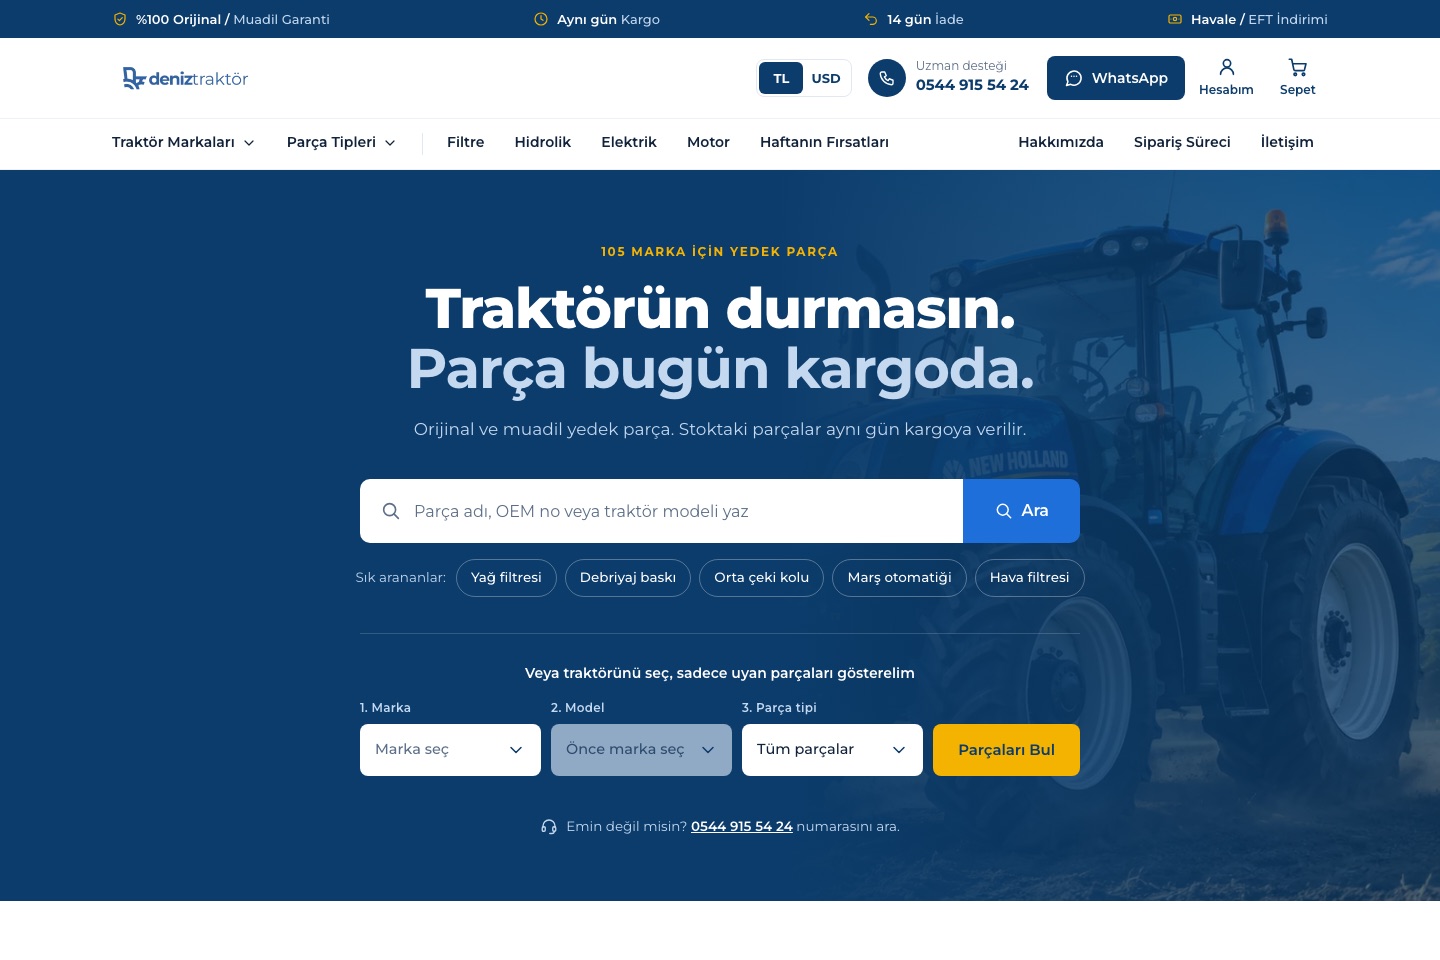 %100 Orijinal / Muadil Garanti
Aynı gün Kargo
14 gün İade
Havale / EFT İndirimi
deniztraktör
TL
USD
Uzman desteği
0544 915 54 24
WhatsApp
Hesabım
Sepet
Traktör Markaları
Parça Tipleri
Filtre
Hidrolik
Elektrik
Motor
Haftanın Fırsatları
Hakkımızda
Sipariş Süreci
İletişim
105 MARKA İÇİN YEDEK PARÇA
Traktörün durmasın.
Parça bugün kargoda.
Orijinal ve muadil yedek parça. Stoktaki parçalar aynı gün kargoya verilir.
NEW HOLLAND
Parça adı, OEM no veya traktör modeli yaz
Ara
Sık arananlar:
Yağ filtresi
Debriyaj baskı
Orta çeki kolu
Marş otomatiği
Hava filtresi
Veya traktörünü seç, sadece uyan parçaları gösterelim
1. Marka
2. Model
3. Parça tipi
Marka seç
Önce marka seç
Tüm parçalar
Parçaları Bul
Emin değil misin? 0544 915 54 24 numarasını ara.